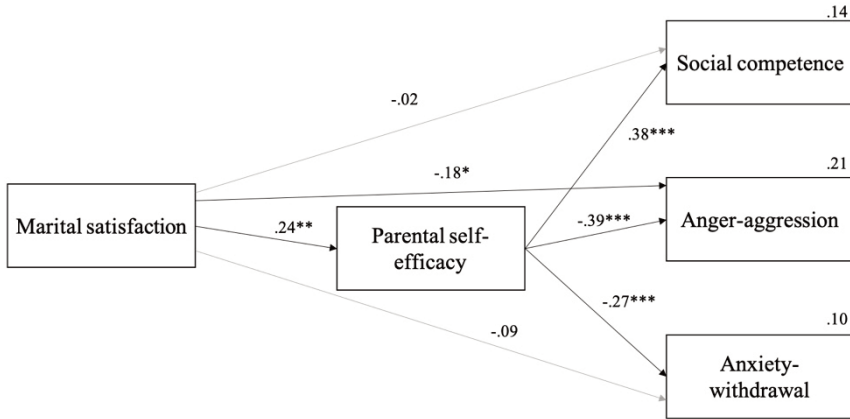 .14
Social competence
-.02
.38***
-.18*
.21
Marital satisfaction
.24**
Parental self-
efficacy
-.39***
Anger-aggression
-.27***
-.09
.10
Anxiety-
withdrawal